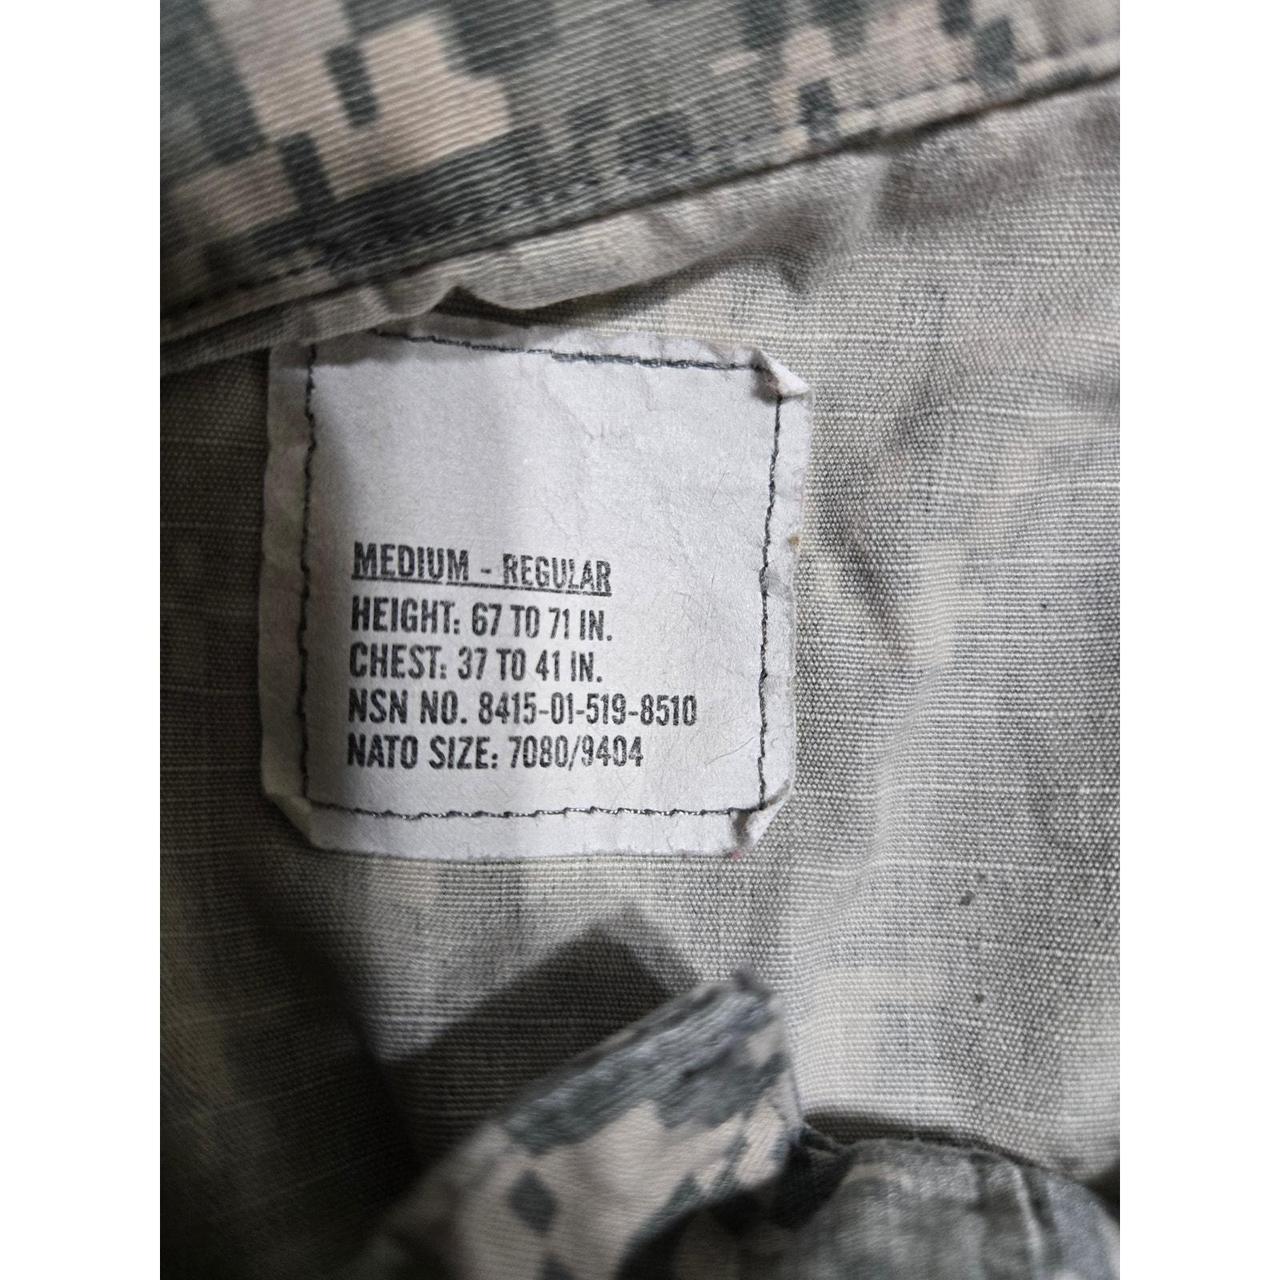 MEDIUM - REGULAR
HEIGHT: 67 TO 71 IN.
CHEST: 37 TO 41 IN.
NSN NO. 8415-01-519-8510
NATO SIZE: 7080/9404